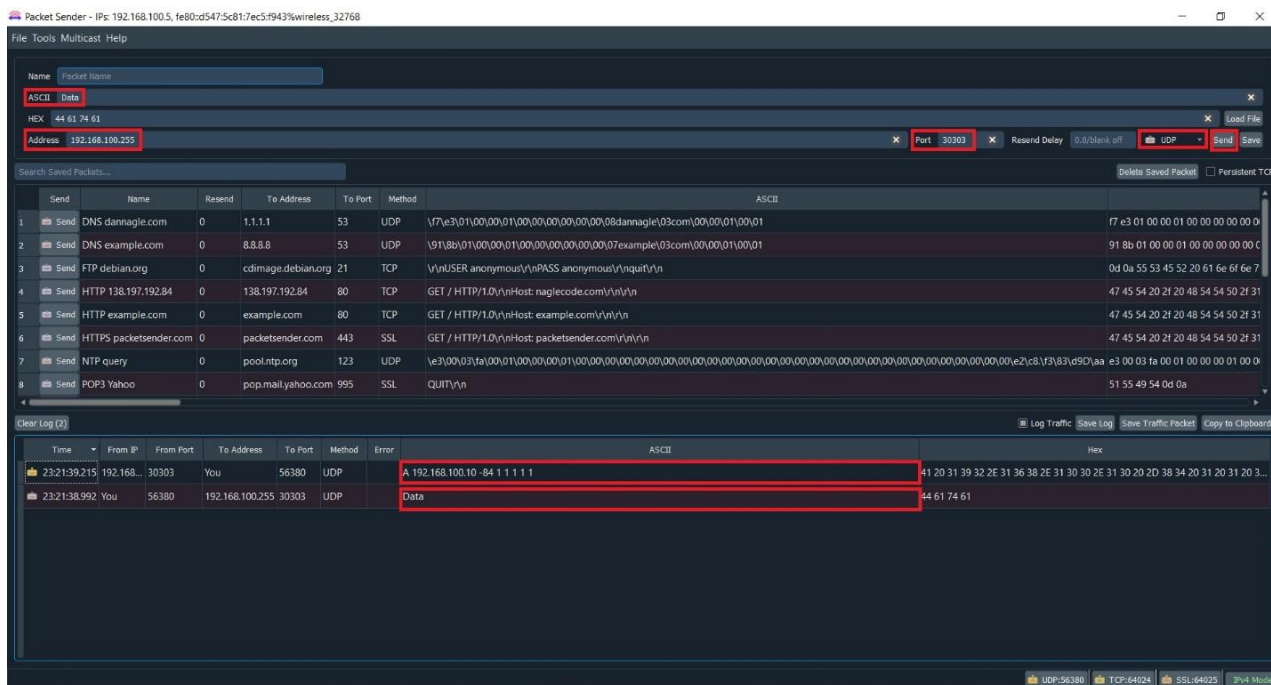 Packet Sender - IPs: 192.168.100.5, fe80::d547:5c81:7ec5:f943%wireless_32768
File Tools Multicast Help
Name Packet Name
ASCII Data
HEX 44 61 74 61 Load File
Address 192.168.100.255 Port 30303 Resend Delay 0.0/blank off UDP Send Save
Search Saved Packets... Delete Saved Packet Persistent TC
Send Name Resend To Address To Port Method ASCII
1 Send DNS dannagle.com 0 1.1.1.1 53 UDP \f7\e3\01\00\00\01\00\00\00\00\00\00\08dannagle\03com\00\00\01\00\01 f7 e3 01 00 00 01 00 00 00 00 0
2 Send DNS example.com 0 8.8.8.8 53 UDP \91\8b\01\00\00\01\00\00\00\00\00\00\07example\03com\00\00\01\00\01 91 8b 01 00 00 01 00 00 00 00 0
3 Send FTP debian.org 0 cdimage.debian.org 21 TCP \r\nUSER anonymous\r\nPASS anonymous\r\nquit\r\n 0d 0a 55 53 45 52 20 61 6e 6f 6e 7
4 Send HTTP 138.197.192.84 0 138.197.192.84 80 TCP GET / HTTP/1.0\r\nHost: naglecode.com\r\n\r\n 47 45 54 20 2f 20 48 54 54 50 2f 31
5 Send HTTP example.com 0 example.com 80 TCP GET / HTTP/1.0\r\nHost: example.com\r\n\r\n 47 45 54 20 2f 20 48 54 54 50 2f 31
6 Send HTTPS packetsender.com 0 packetsender.com 443 SSL GET / HTTP/1.0\r\nHost: packetsender.com\r\n\r\n 47 45 54 20 2f 20 48 54 54 50 2f 31
7 Send NTP query 0 pool.ntp.org 123 UDP e3 00 03 fa 00 01 00 00 00 01 00 0
8 Send POP3 Yahoo 0 pop.mail.yahoo.com 995 SSL QUIT\r\n 51 55 49 54 0d 0a
Clear Log (2) Log Traffic Save Log Save Traffic Packet Copy to Clipboard
Time From IP From Port To Address To Port Method Error ASCII Hex
23:21:39.215 192.168... 30303 You 56380 UDP A 192.168.100.10 -84 1 1 1 1 1 41 20 31 39 32 2E 31 36 38 2E 31 30 30 2E 31 30 20 2D 38 34 20 31 20 31 20 3...
23:21:38.992 You 56380 192.168.100.255 30303 UDP Data 44 61 74 61
UDP:56380 TCP:64024 SSL:64025 IPv4 Mode